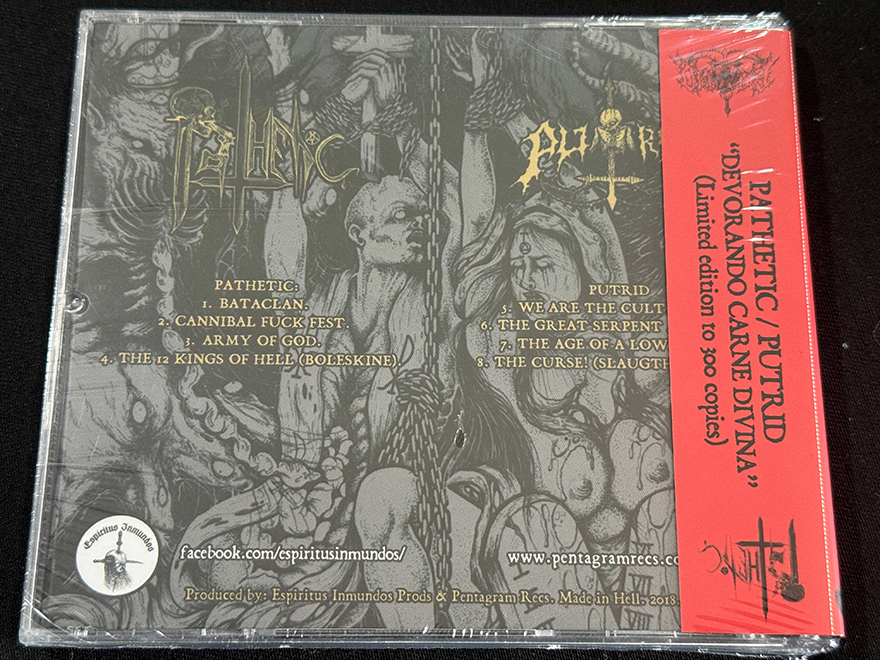 PATHETIC
PUTR
PATHETIC:
1. BATACLAN.
2. CANNIBAL FUCK FEST.
3. ARMY OF GOD.
4. THE 12 KINGS OF HELL (BOLESKINE).
PUTRID
5. WE ARE THE CULT
6. THE GREAT SERPENT
7. THE AGE OF A LOW
8. THE CURSE! (SLAUGTH
Espiritus Inmundos
facebook.com/espiritusinmundos/
www.pentagramrecs.co
Produced by: Espiritus Inmundos Prods & Pentagram Recs. Made in Hell. 2018.
VIII
PATHETIC / PUTRID
“DEVORANDO CARNE DIVINA”
(Limited edition to 300 copies)